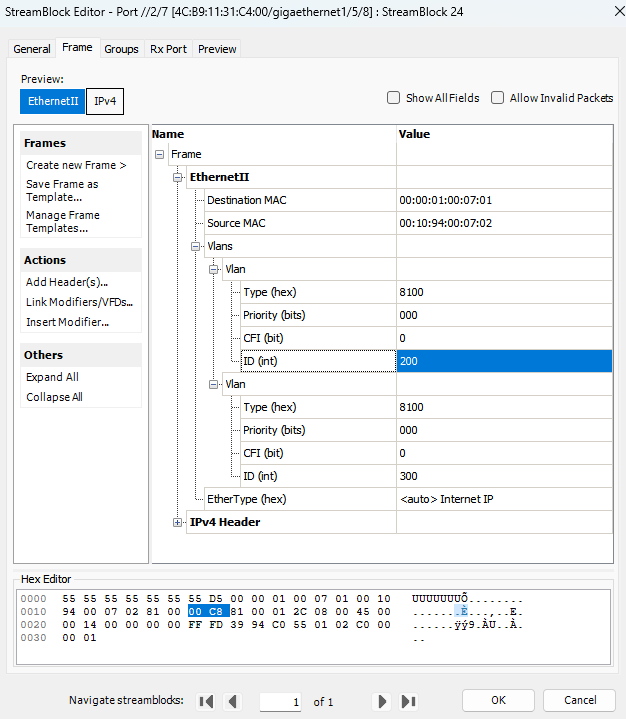 StreamBlock Editor - Port //2/7 [4C:B9:11:31:C4:00/gigaethernet1/5/8] : StreamBlock 24
General Frame Groups Rx Port Preview
Preview:
EthernetII IPv4
Show All Fields Allow Invalid Packets
Frames
Create new Frame >
Save Frame as
Template...
Manage Frame
Templates...
Actions
Add Header(s)...
Link Modifiers/VFDs...
Insert Modifier...
Others
Expand All
Collapse All
Name Value
Frame
EthernetII
Destination MAC 00:00:01:00:07:01
Source MAC 00:10:94:00:07:02
Vlans
Vlan
Type (hex) 8100
Priority (bits) 000
CFI (bit) 0
ID (int) 200
Vlan
Type (hex) 8100
Priority (bits) 000
CFI (bit) 0
ID (int) 300
EtherType (hex) <auto> Internet IP
IPv4 Header
Hex Editor
0000 55 55 55 55 55 55 55 D5 00 00 01 00 07 01 00 10 UUUUUUUÕ........
0010 94 00 07 02 81 00 00 C8 81 00 01 2C 08 00 45 00 .......È...,..E.
0020 00 14 00 00 00 00 FF FD 39 94 C0 55 01 02 C0 00 ......ÿý9.ÀU..À.
0030 00 01 ..
Navigate streamblocks: 1 of 1 OK Cancel